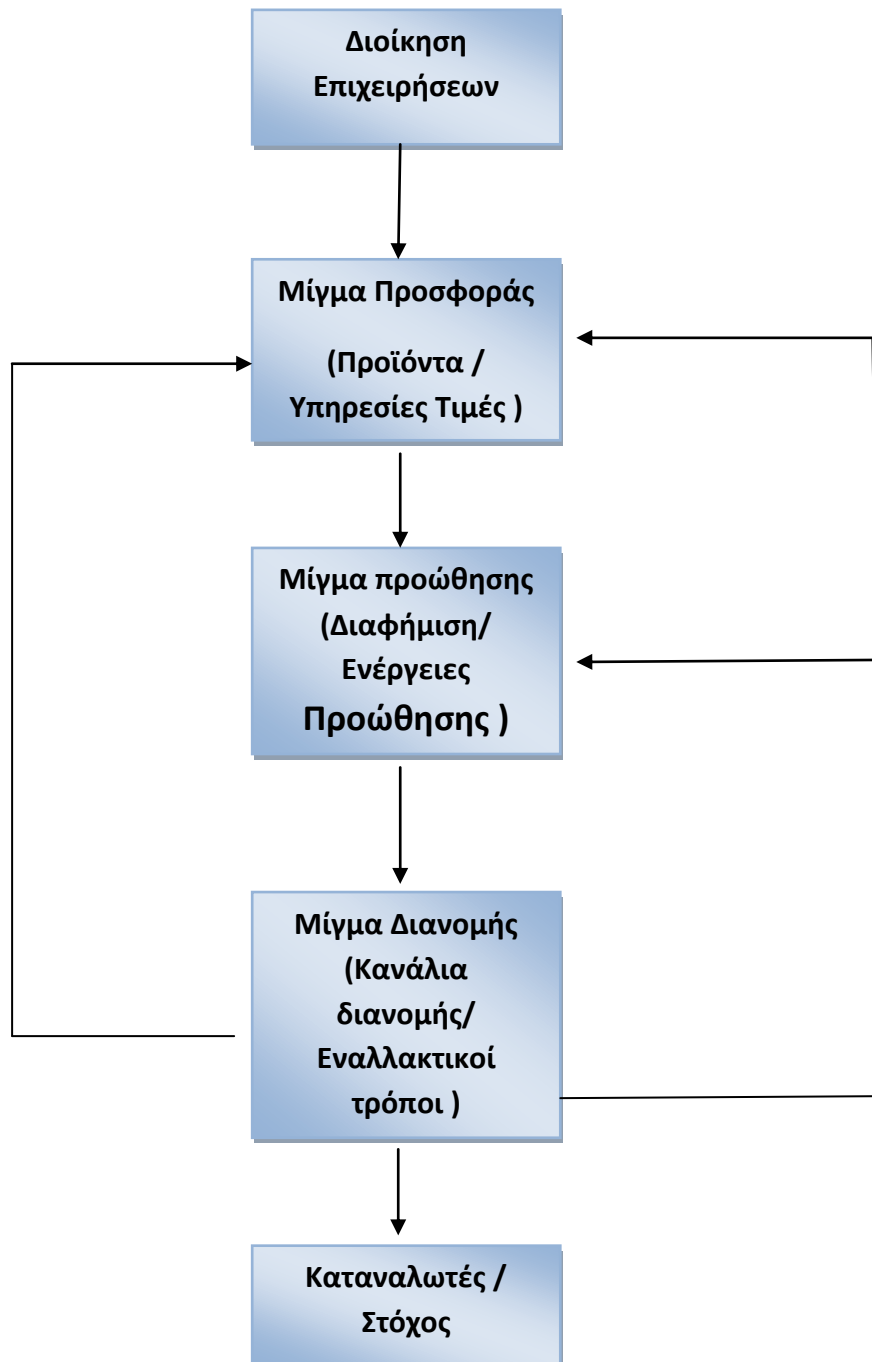 Διοίκηση
Επιχειρήσεων
Μίγμα Προσφοράς
(Προϊόντα /
Υπηρεσίες Τιμές )
Μίγμα προώθησης
(Διαφήμιση/
Ενέργειες
Προώθησης )
Μίγμα Διανομής
(Κανάλια
διανομής/
Εναλλακτικοί
τρόποι )
Καταναλωτές /
Στόχος